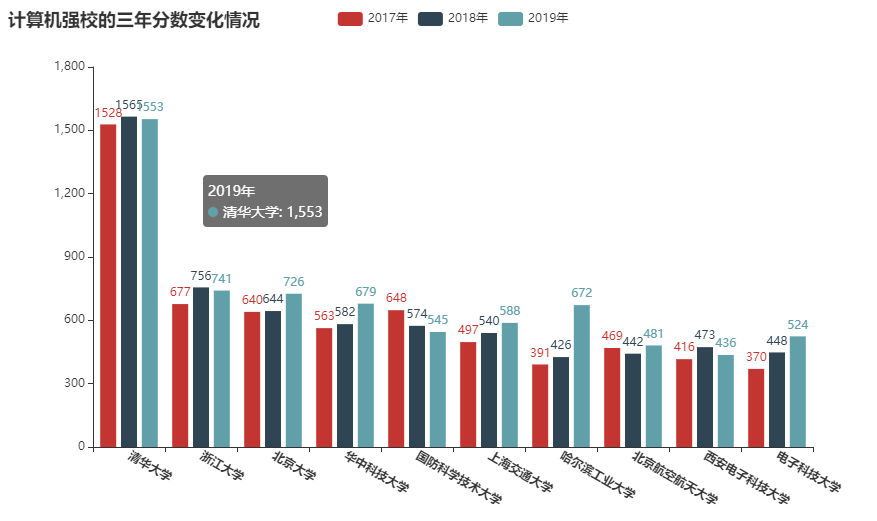 计算机强校的三年分数变化情况
2017年 2018年 2019年
1,800
1,500
1,200
900
600
300
0
1528 1565 1553
677 756 741
640 644 726
563 582 679
648 574 545
497 540 588
391 426 672
469 442 481
416 473 436
370 448 524
2019年
清华大学: 1,553
清华大学
浙江大学
北京大学
华中科技大学
国防科学技术大学
上海交通大学
哈尔滨工业大学
北京航空航天大学
西安电子科技大学
电子科技大学